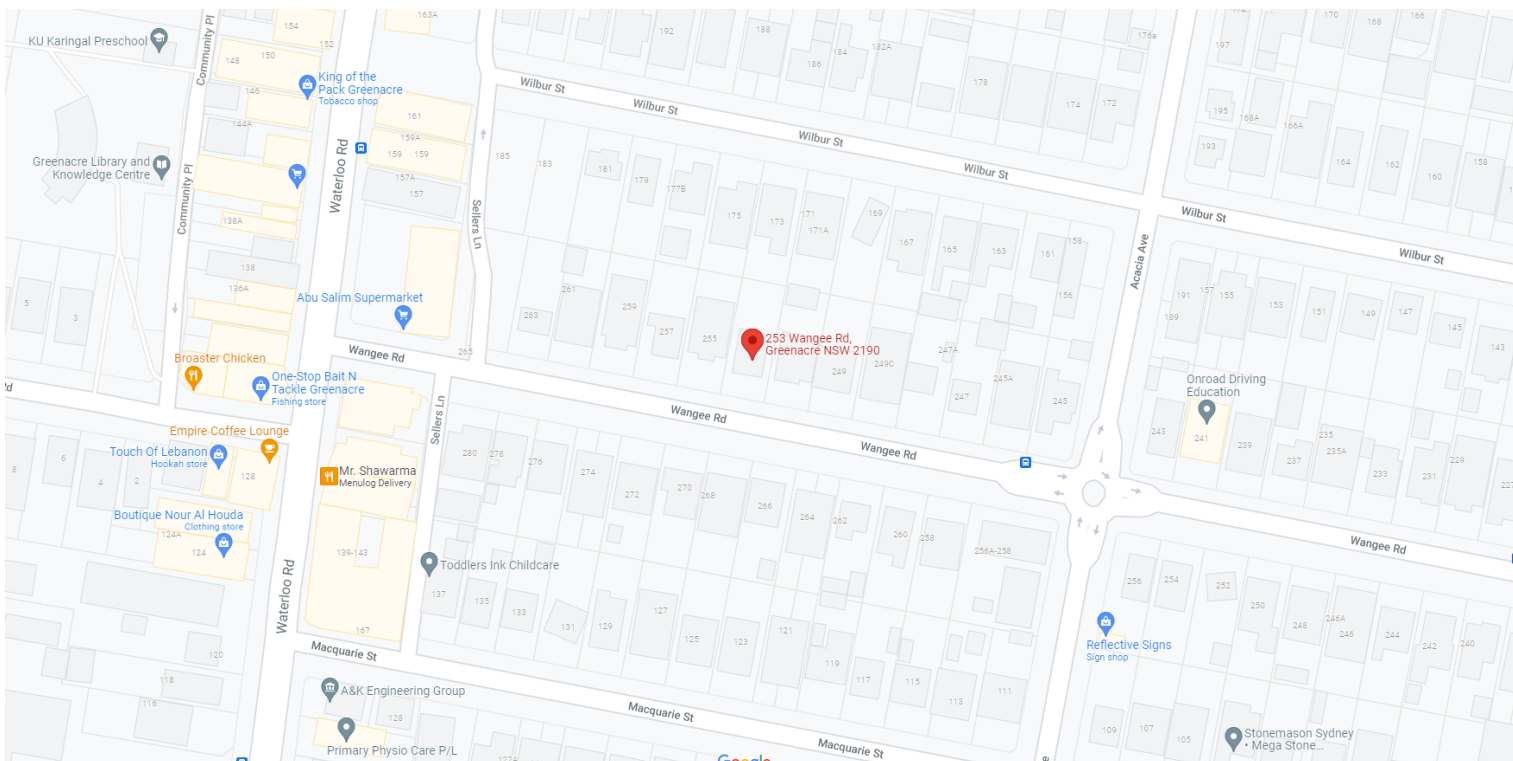 163A
154
152
KU Karingal Preschool
Community Pl
148
150
146
144A
King of the
Pack Greenacre
Tobacco shop
161
159A
159
159
157A
157
Waterloo Rd
Greenacre Library and
Knowledge Centre
Community Pl
138A
138
136A
Sellers Ln
Abu Salim Supermarket
5
3
192
188
184
182A
186
178
174
172
176a
170
168
166
197
195
168A
166A
193
164
162
160
158
Wilbur St
Wilbur St
Wilbur St
Wilbur St
Wilbur St
Wilbur St
Acacia Ave
185
183
181
179
177B
175
173
171
171A
169
167
165
163
161
158
156
191
157
155
189
153
151
149
147
145
143
263
261
259
257
255
265
253 Wangee Rd,
Greenacre NSW 2190
249
249C
247A
247
245A
245
Wangee Rd
Wangee Rd
Wangee Rd
Wangee Rd
Broaster Chicken
One-Stop Bait N
Tackle Greenacre
Fishing store
Empire Coffee Lounge
Touch Of Lebanon
Hookah store
128
Rd
8
6
4
2
Sellers Ln
Mr. Shawarma
Menulog Delivery
Boutique Nour Al Houda
Clothing store
124A
124
139-143
Waterloo Rd
167
120
118
116
280
278
276
274
272
270
268
266
264
262
260
258
256A-258
Onroad Driving
Education
243
241
239
237
235
235A
233
231
229
227
Toddlers Ink Childcare
137
135
133
131
129
127
125
123
121
119
117
115
113
111
256
254
252
250
248
246A
246
244
242
240
Reflective Signs
Sign shop
Macquarie St
Macquarie St
Macquarie St
A&K Engineering Group
128
Primary Physio Care P/L
122A
109
107
105
Stonemason Sydney
• Mega Stone...
Google